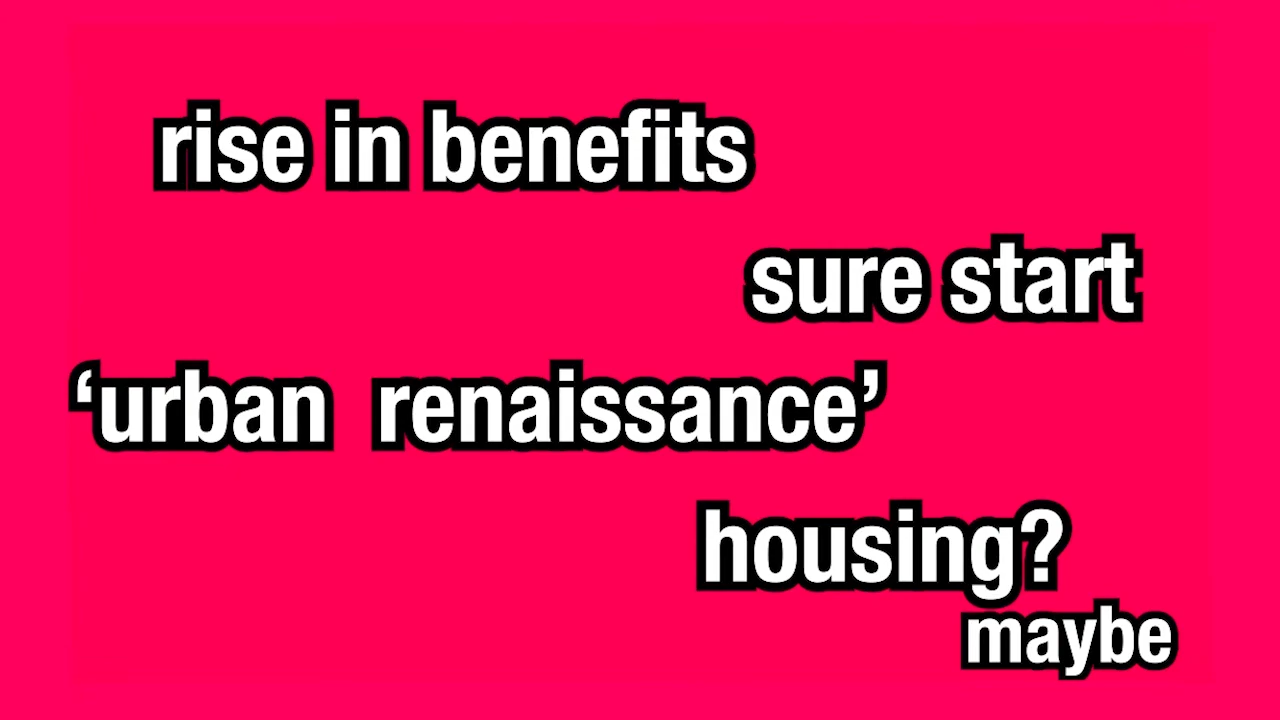 rise in benefits
sure start
‘urban renaissance’
housing?
maybe